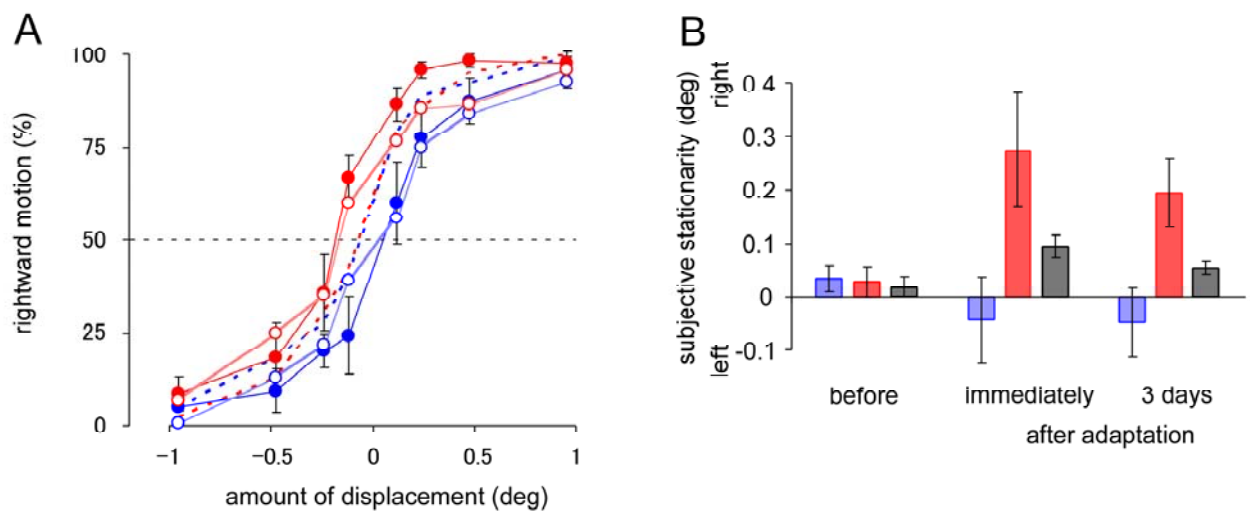 A
rightward motion (%)
100
75
50
25
0
−1
−0.5
0
0.5
1
amount of displacement (deg)
B
subjective stationarity (deg)
left
right
0.4
0.3
0.2
0.1
0
-0.1
before
immediately
3 days
after adaptation